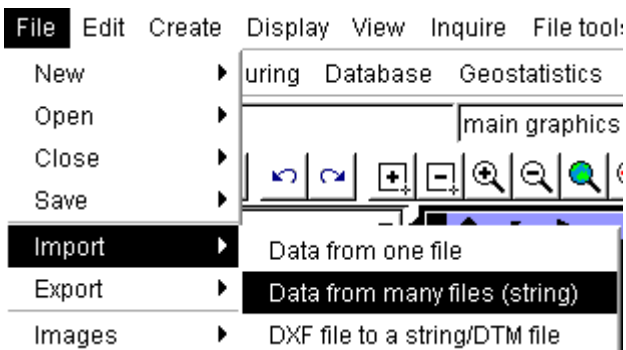 File Edit Create Display View Inquire File tools
New uring Database Geostatistics
Open main graphics
Close
Save
Import Data from one file
Export Data from many files (string)
Images DXF file to a string/DTM file